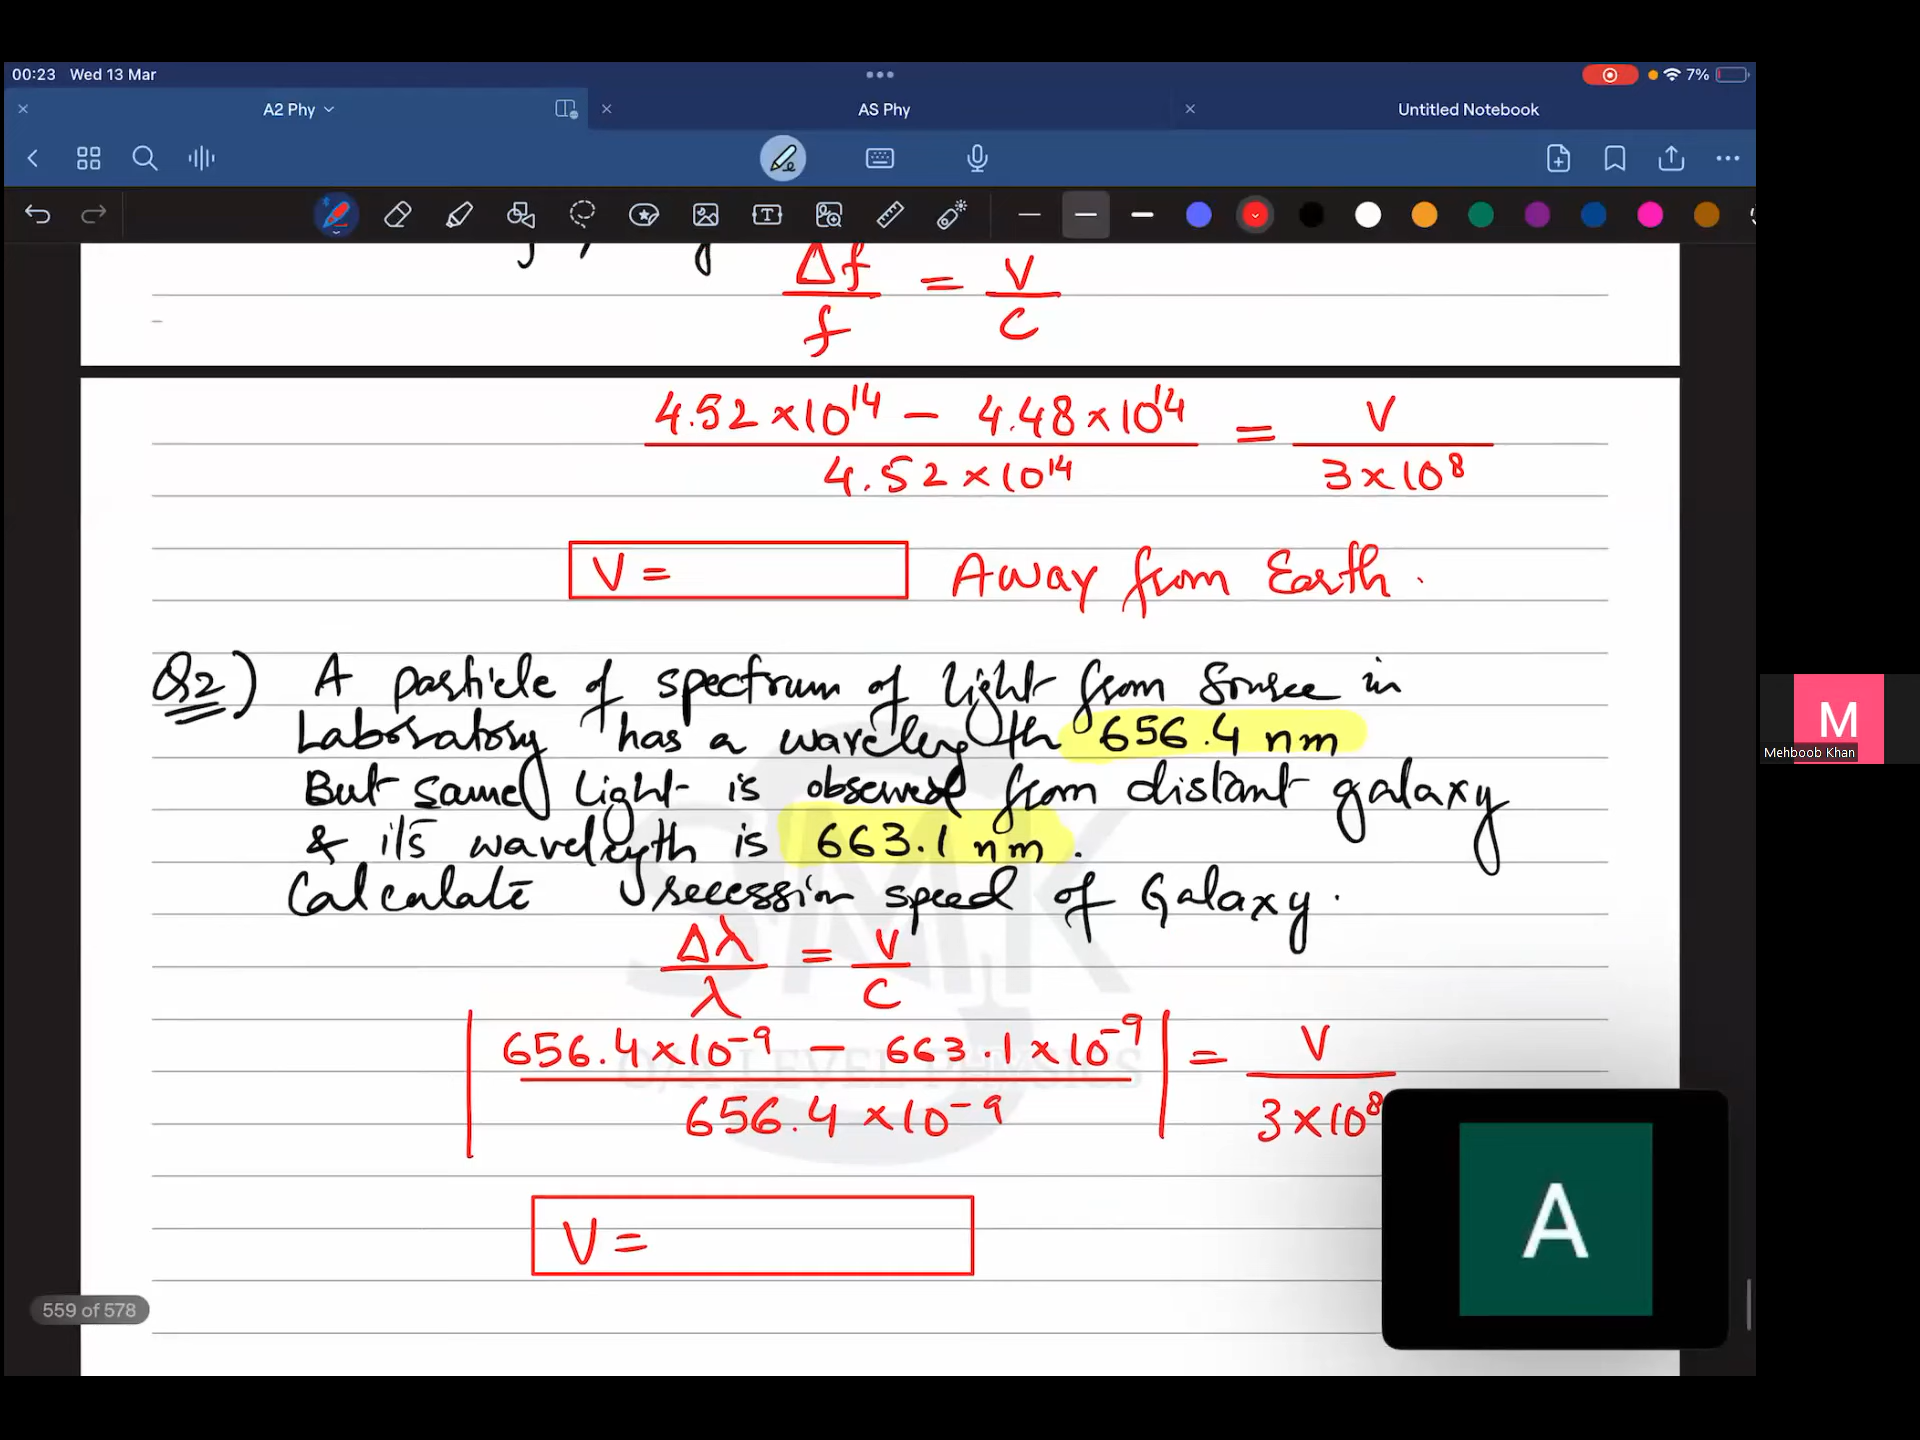 00:23 Wed 13 Mar
7%
A2 Phy
AS Phy
Untitled Notebook
Δf/f = V/C
4.52 ×10¹⁴ − 4.48 ×10¹⁴ / 4.52 ×10¹⁴ = V / 3×10⁸
V =
Away from Earth.
Q2) A particle of spectrum of light from Source in
Laboratory has a wavelength 656.4 nm
But same light is observed from distant galaxy
& it's wavelength is 663.1 nm.
Calculate recession speed of Galaxy.
Δλ/λ = V/C
|656.4 ×10⁻⁹ − 663.1 ×10⁻⁹ / 656.4 ×10⁻⁹| = V / 3×10⁸
SMK
O/A LEVEL PHYSICS
V =
559 of 578
A
M
Mehboob Khan